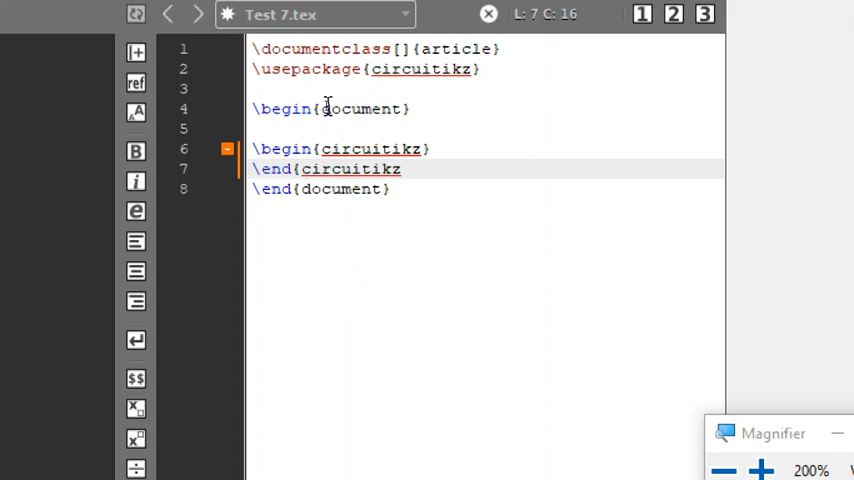 Test 7.tex
L: 7 C: 16
1 2 3
1 \documentclass[]{article}
2 \usepackage{circuitikz}
3
4 \begin{document}
5
6 \begin{circuitikz}
7 \end{circuitikz
8 \end{document}
ref
A
B
i
e
$$
Magnifier
200%